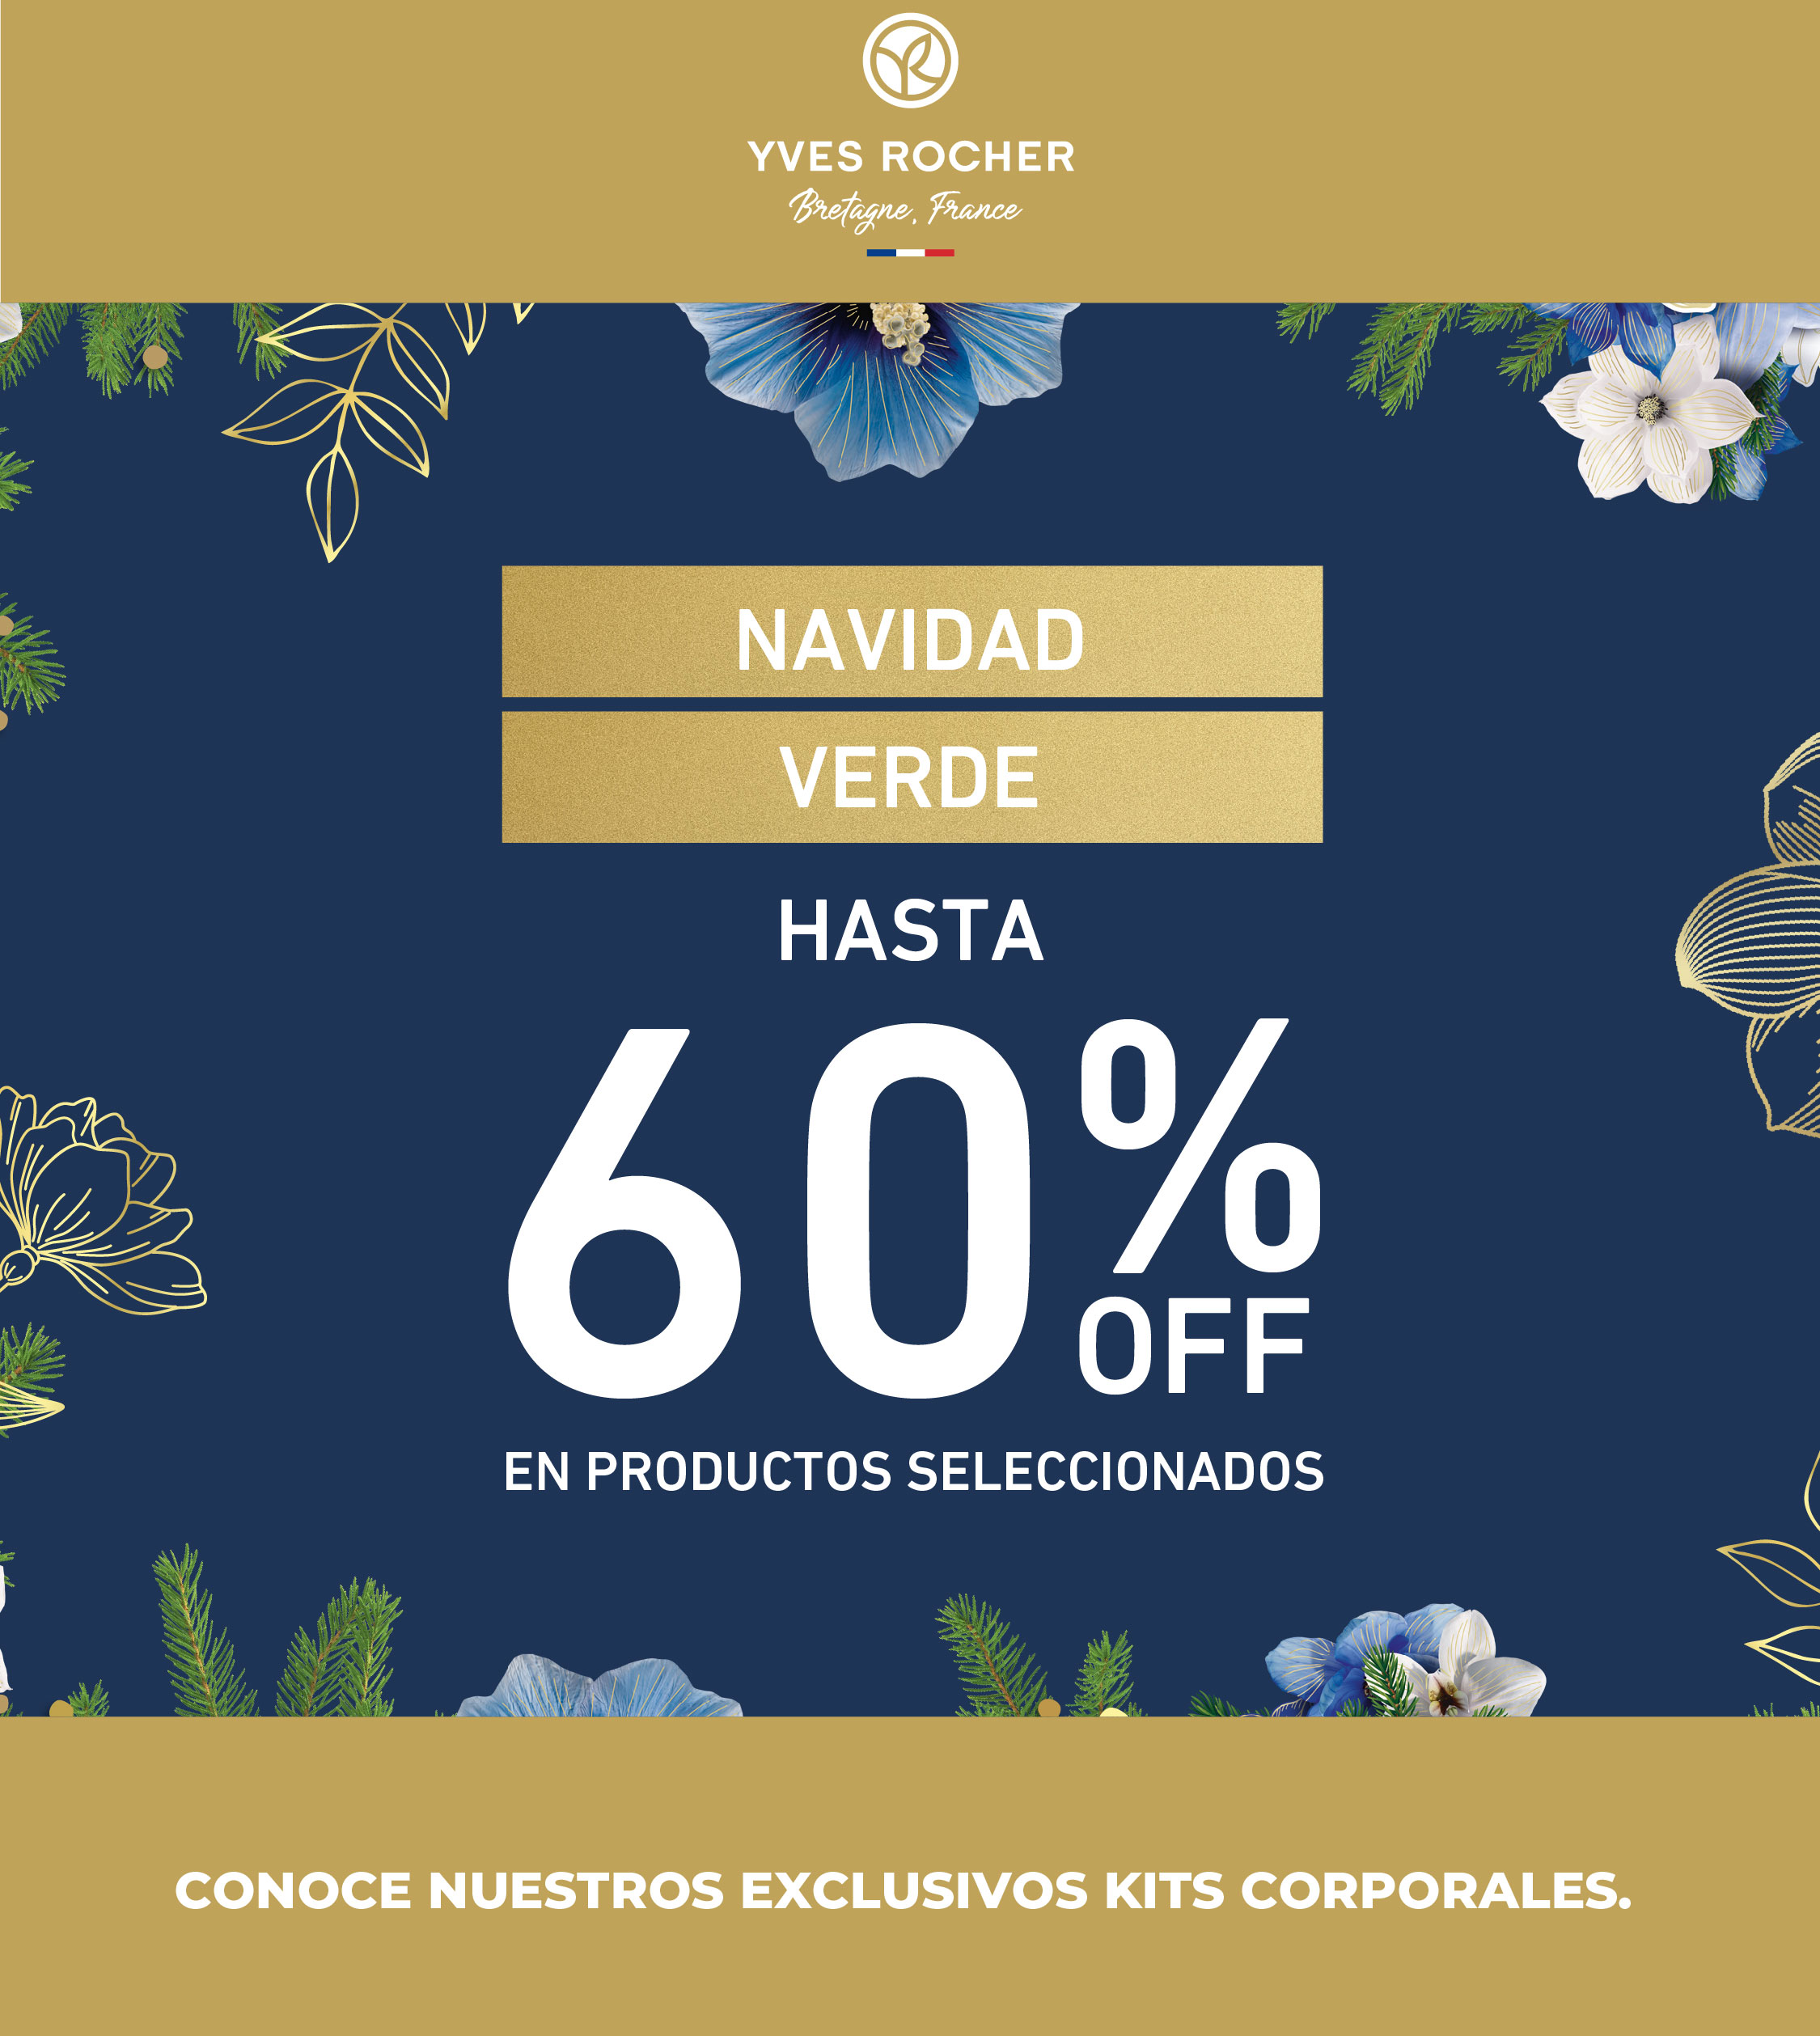 YVES ROCHER
Bretagne, France
NAVIDAD
VERDE
HASTA
60%
OFF
EN PRODUCTOS SELECCIONADOS
CONOCE NUESTROS EXCLUSIVOS KITS CORPORALES.